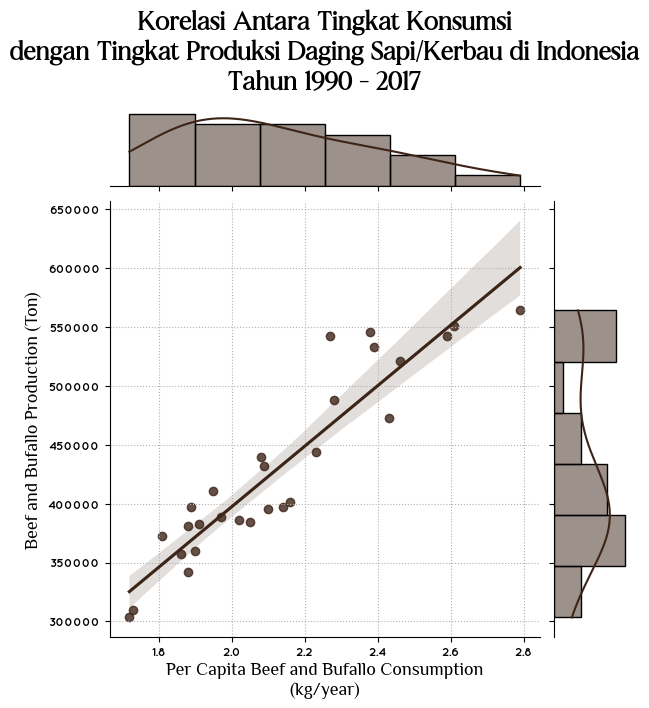 Korelasi Antara Tingkat Konsumsi
dengan Tingkat Produksi Daging Sapi/Kerbau di Indonesia
Tahun 1990 - 2017
650000
600000
550000
500000
450000
400000
350000
300000
Beef and Bufallo Production (Ton)
1.8 2.0 2.2 2.4 2.6 2.8
Per Capita Beef and Bufallo Consumption
(kg/year)